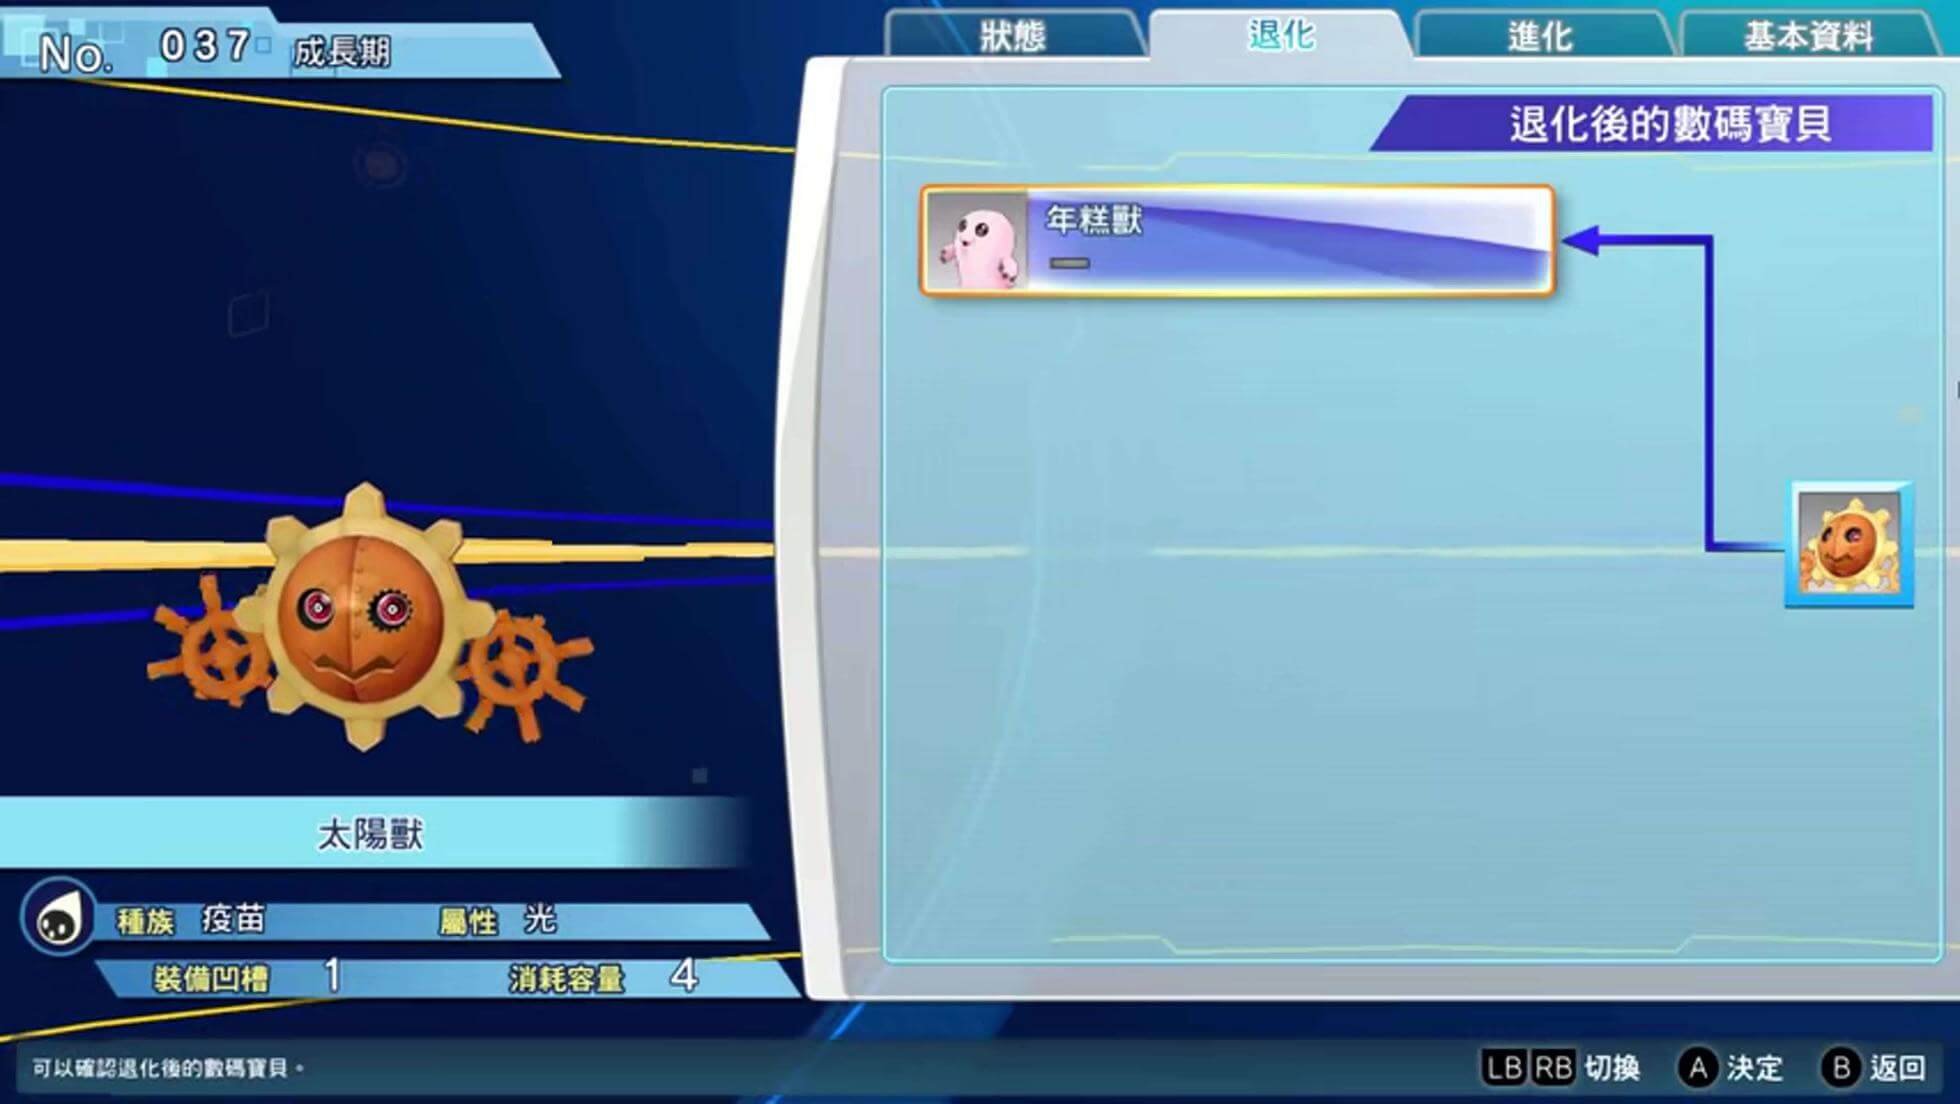 No. 037 成長期
狀態 退化 進化 基本資料
退化後的數碼寶貝
年糕獸
太陽獸
種族 疫苗 屬性 光
裝備凹槽 1 消耗容量 4
可以確認退化後的數碼寶貝。
LB RB 切換 A 決定 B 返回